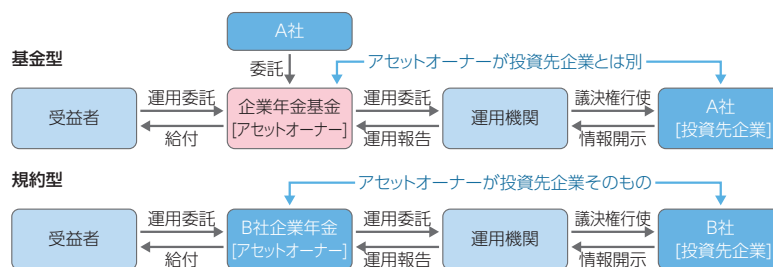 A社
基金型
委託
アセットオーナーが投資先企業とは別
受益者
運用委託
給付
企業年金基金
[アセットオーナー]
運用委託
運用報告
運用機関
議決権行使
情報開示
A社
[投資先企業]
規約型
アセットオーナーが投資先企業そのもの
受益者
運用委託
給付
B社企業年金
[アセットオーナー]
運用委託
運用報告
運用機関
議決権行使
情報開示
B社
[投資先企業]